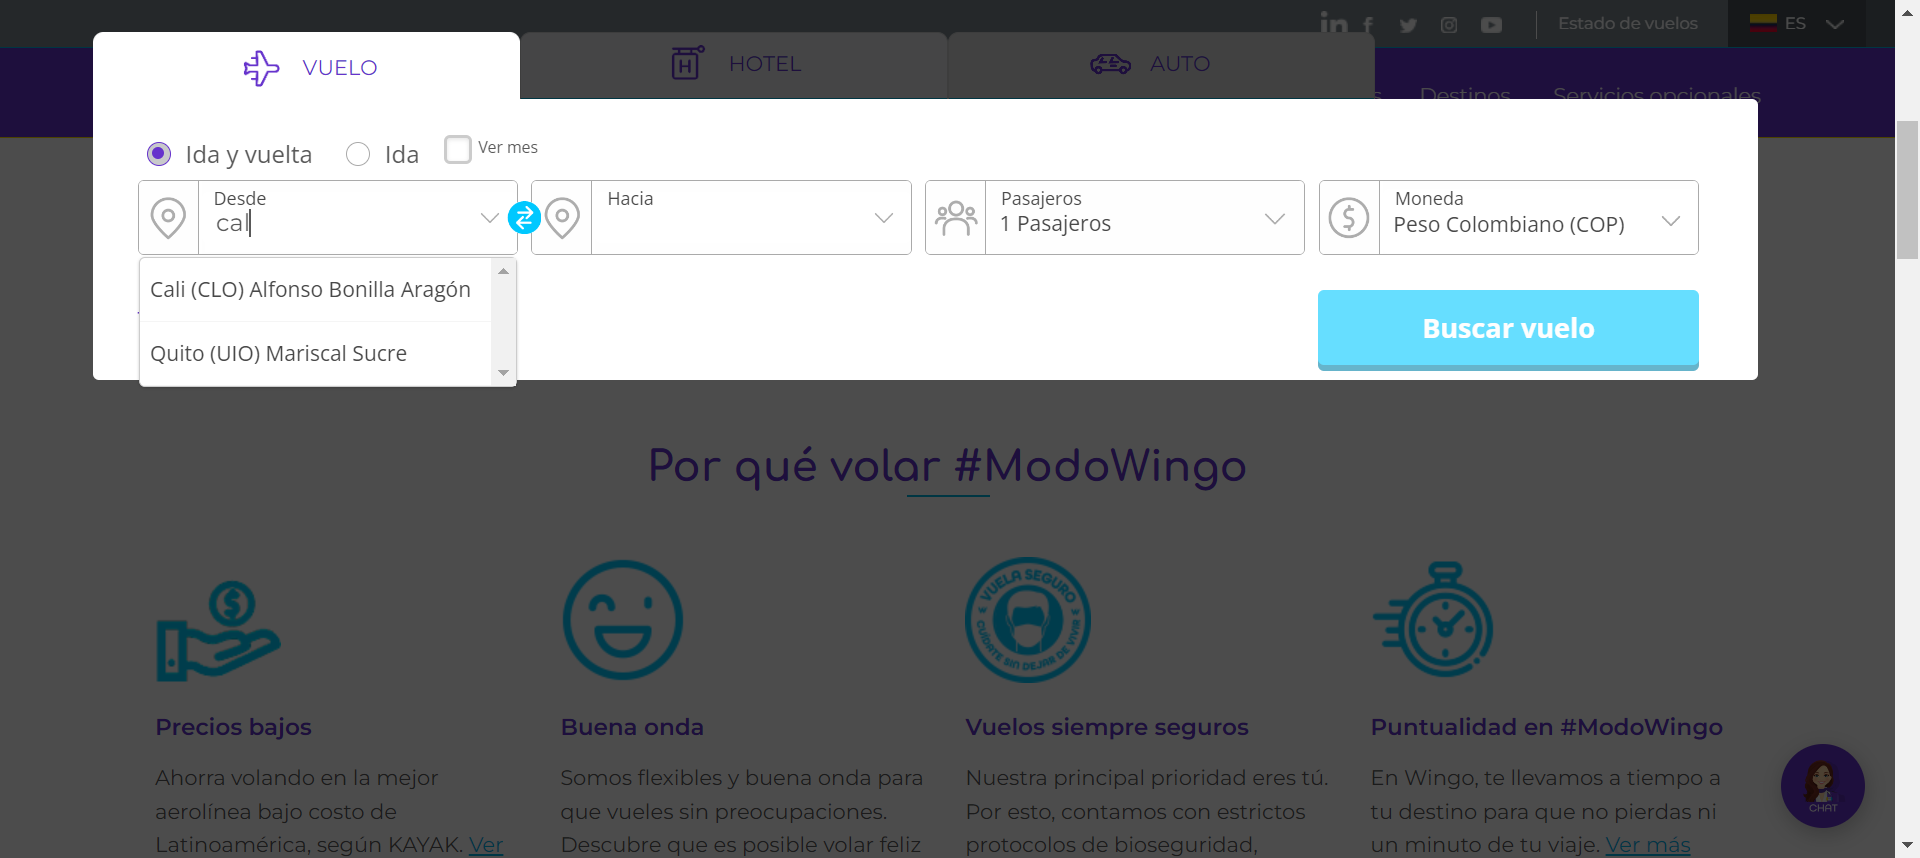 Estado de vuelos
ES
VUELO
HOTEL
AUTO
Destinos
Servicios opcionales
Ida y vuelta
Ida
Ver mes
Desde
cal
Hacia
Pasajeros
1 Pasajeros
Moneda
Peso Colombiano (COP)
Cali (CLO) Alfonso Bonilla Aragón
Quito (UIO) Mariscal Sucre
Buscar vuelo
Por qué volar #ModoWingo
VUELA SEGURO
CUÍDATE SIN DEJAR DE VIVIR
Precios bajos
Ahorra volando en la mejor
aerolínea bajo costo de
Latinoamérica, según KAYAK. Ver
Buena onda
Somos flexibles y buena onda para
que vueles sin preocupaciones.
Descubre que es posible volar feliz
Vuelos siempre seguros
Nuestra principal prioridad eres tú.
Por esto, contamos con estrictos
protocolos de bioseguridad,
Puntualidad en #ModoWingo
En Wingo, te llevamos a tiempo a
tu destino para que no pierdas ni
un minuto de tu viaje. Ver más
CHAT